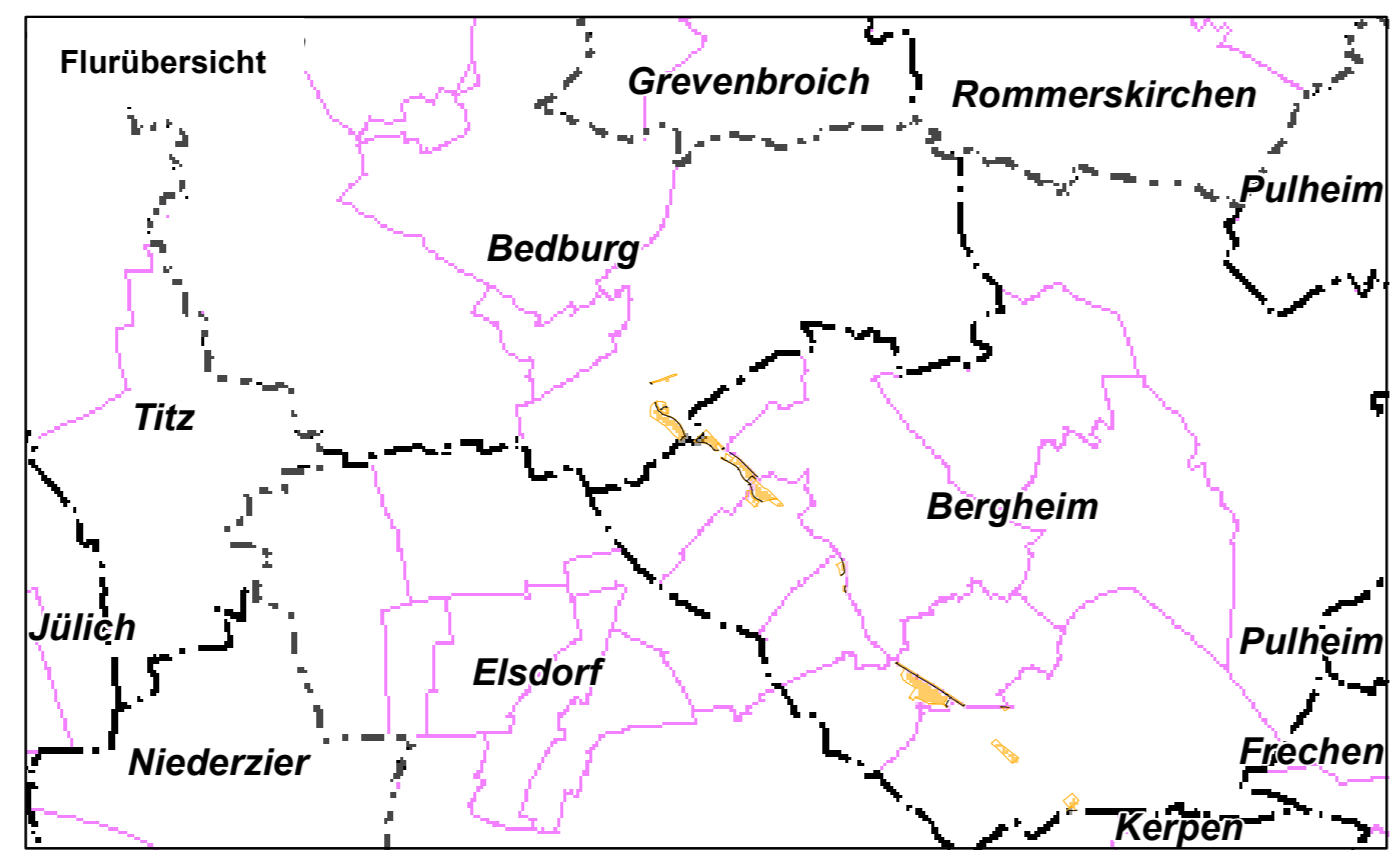 Flurübersicht
Grevenbroich
Rommerskirchen
Pulheim
Bedburg
Titz
Bergheim
Jülich
Pulheim
Elsdorf
Frechen
Niederzier
Kerpen